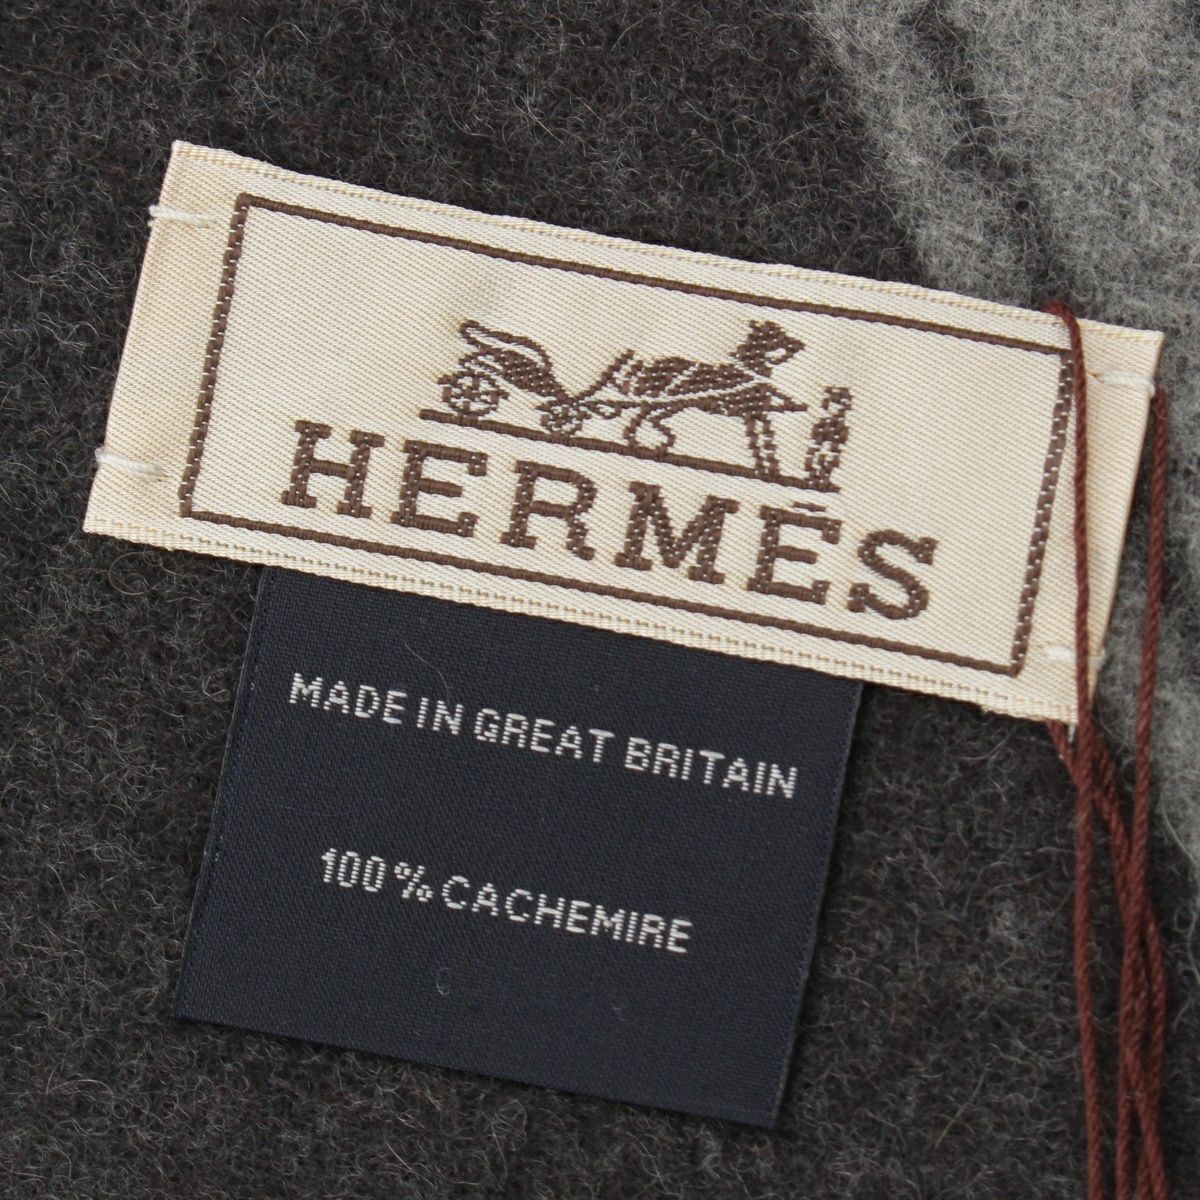 HERMÈS
MADE IN GREAT BRITAIN
100% CACHEMIRE